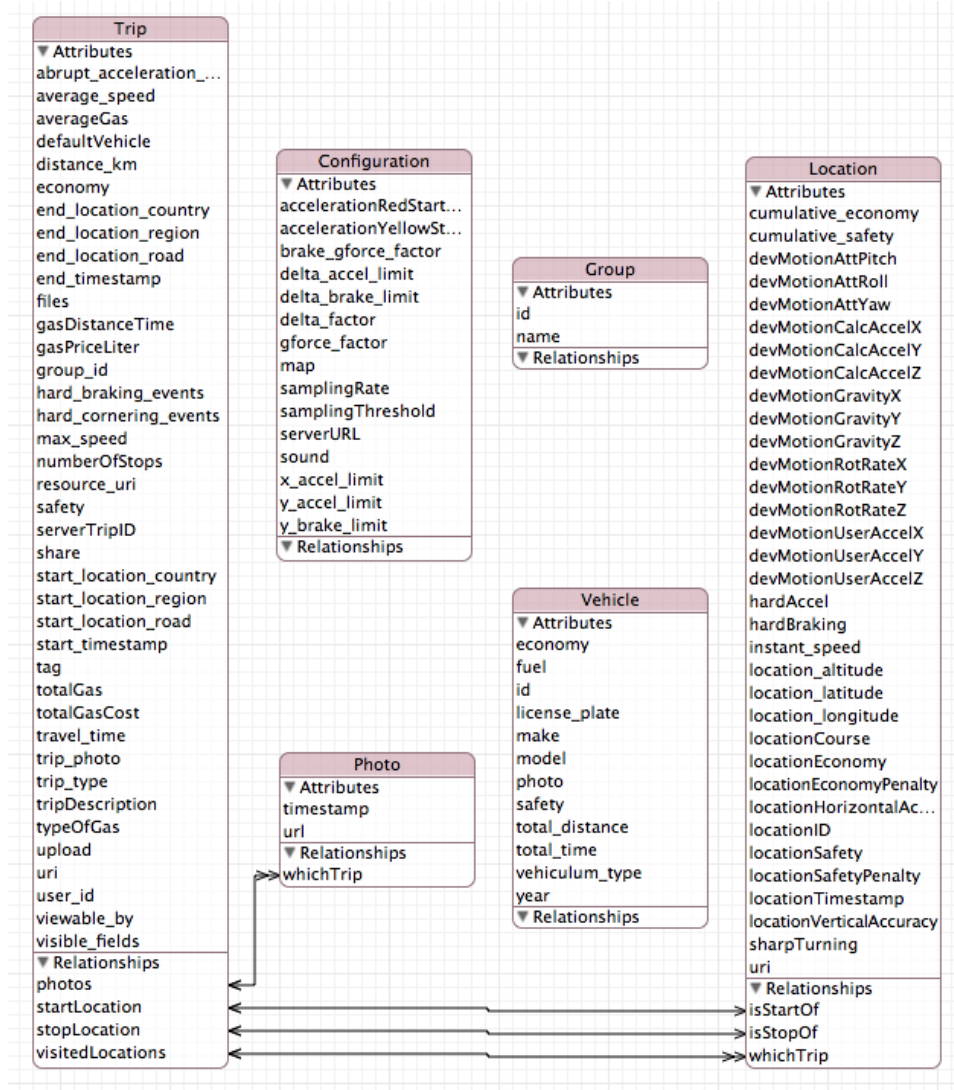 Trip
▼ Attributes
abrupt_acceleration_...
average_speed
averageGas
defaultVehicle
distance_km
economy
end_location_country
end_location_region
end_location_road
end_timestamp
files
gasDistanceTime
gasPriceLiter
group_id
hard_braking_events
hard_cornering_events
max_speed
numberOfStops
resource_uri
safety
serverTripID
share
start_location_country
start_location_region
start_location_road
start_timestamp
tag
totalGas
totalGasCost
travel_time
trip_photo
trip_type
tripDescription
typeOfGas
upload
uri
user_id
viewable_by
visible_fields
▼ Relationships
photos
startLocation
stopLocation
visitedLocations
Configuration
▼ Attributes
accelerationRedStart...
accelerationYellowSt...
brake_gforce_factor
delta_accel_limit
delta_brake_limit
delta_factor
gforce_factor
map
samplingRate
samplingThreshold
serverURL
sound
x_accel_limit
y_accel_limit
y_brake_limit
▼ Relationships
Photo
▼ Attributes
timestamp
url
▼ Relationships
whichTrip
Group
▼ Attributes
id
name
▼ Relationships
Vehicle
▼ Attributes
economy
fuel
id
license_plate
make
model
photo
safety
total_distance
total_time
vehiculum_type
year
▼ Relationships
Location
▼ Attributes
cumulative_economy
cumulative_safety
devMotionAttPitch
devMotionAttRoll
devMotionAttYaw
devMotionCalcAccelX
devMotionCalcAccelY
devMotionCalcAccelZ
devMotionGravityX
devMotionGravityY
devMotionGravityZ
devMotionRotRateX
devMotionRotRateY
devMotionRotRateZ
devMotionUserAccelX
devMotionUserAccelY
devMotionUserAccelZ
hardAccel
hardBraking
instant_speed
location_altitude
location_latitude
location_longitude
locationCourse
locationEconomy
locationEconomyPenalty
locationHorizontalAc...
locationID
locationSafety
locationSafetyPenalty
locationTimestamp
locationVerticalAccuracy
sharpTurning
uri
▼ Relationships
isStartOf
isStopOf
whichTrip